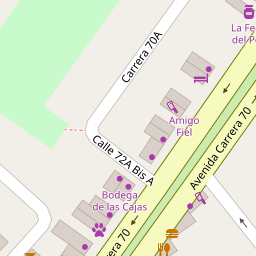 Carrera 70A
La Fe
del P
Amigo
Fiel
Avenida Carrera 70
Calle 72A Bis A
Bodega
de las Cajas
rera 70